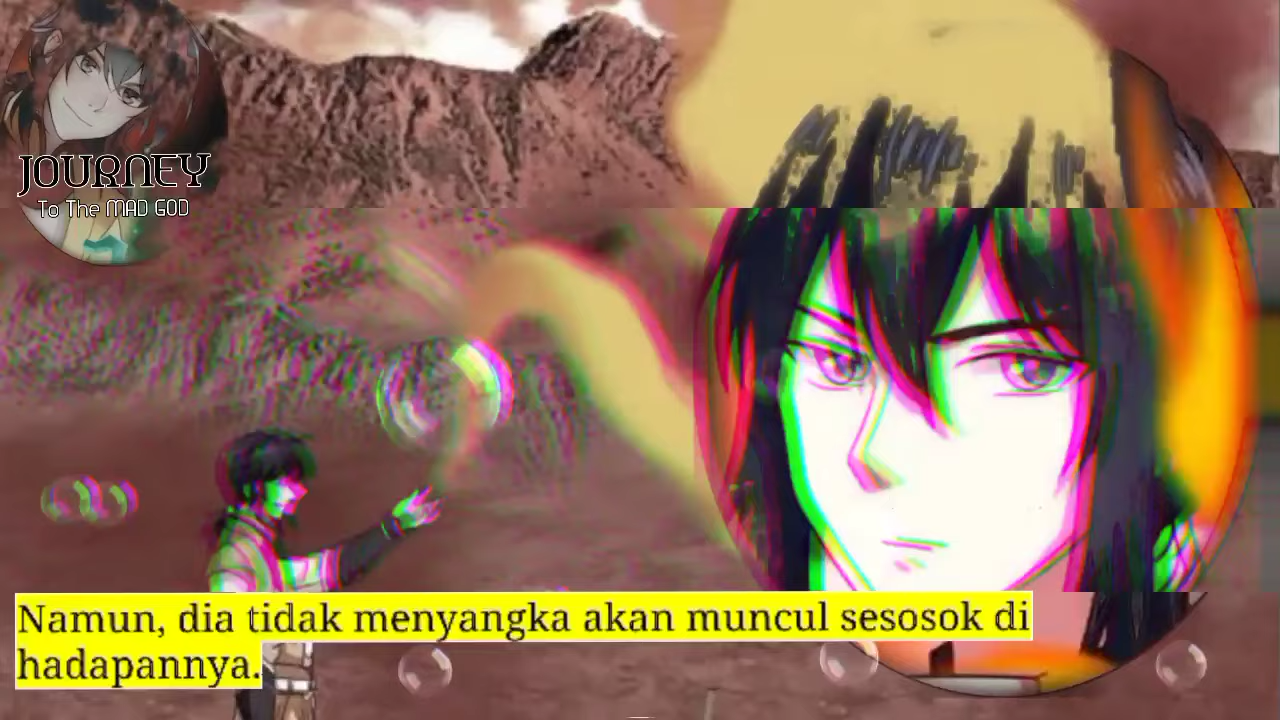 JOURNEY
To The MAD GOD
Namun, dia tidak menyangka akan muncul sesosok di
hadapannya.